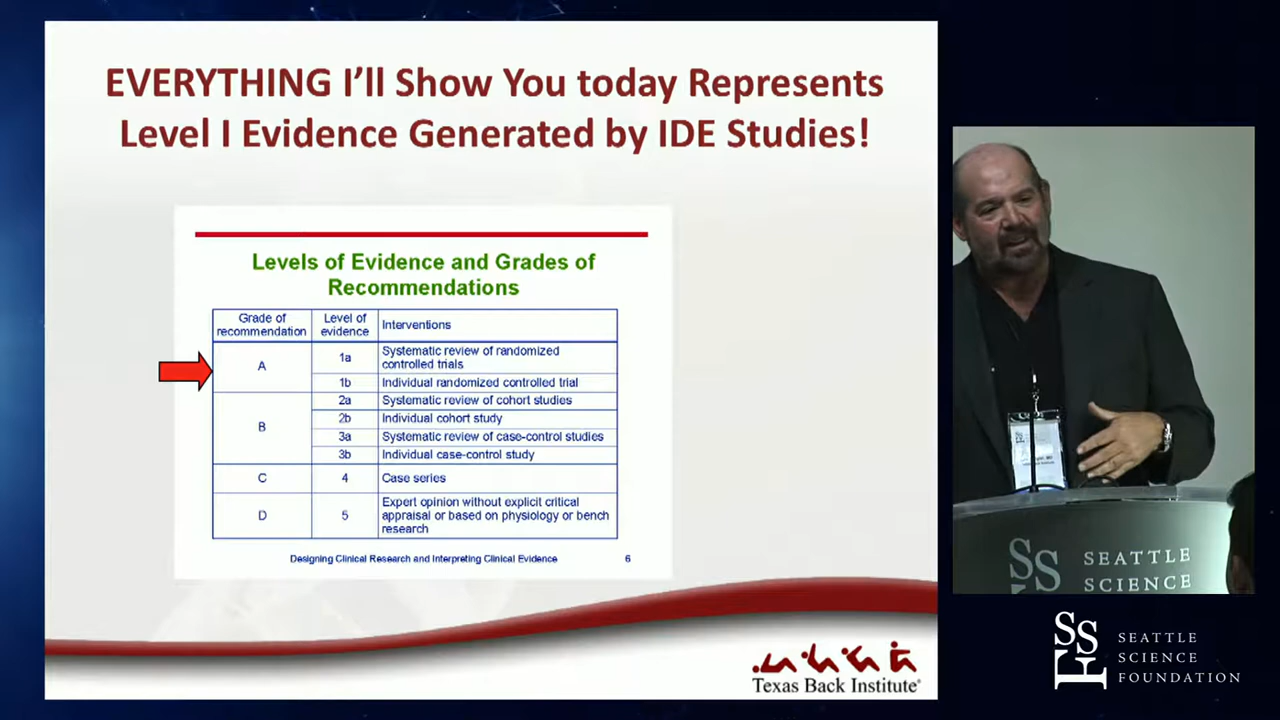 EVERYTHING I'll Show You today Represents
Level I Evidence Generated by IDE Studies!
Levels of Evidence and Grades of
Recommendations
Grade of
recommendation
Level of
evidence
Interventions
A
1a
Systematic review of randomized
controlled trials
1b
Individual randomized controlled trial
B
2a
Systematic review of cohort studies
2b
Individual cohort study
3a
Systematic review of case-control studies
3b
Individual case-control study
C
4
Case series
D
5
Expert opinion without explicit critical
appraisal or based on physiology or bench
research
Designing Clinical Research and Interpreting Clinical Evidence
6
Texas Back Institute®
SSF
SEATTLE
SCIENCE
SSF
SEATTLE
SCIENCE
FOUNDATION